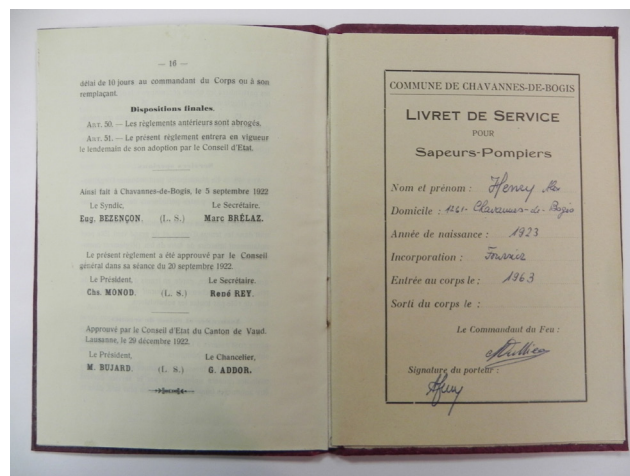 — 16 —
délai de 10 jours au commandant du Corps ou à son
remplaçant.
Dispositions finales.
ART. 50. — Les règlements antérieurs sont abrogés.
ART. 51. — Le présent règlement entrera en vigueur
le lendemain de son adoption par le Conseil d'Etat.
Ainsi fait à Chavannes-de-Bogis, le 5 septembre 1922
Le Syndic, Le Secrétaire,
Eug. BEZENÇON. (L. S.) Marc BRÉLAZ.
Le présent règlement a été approuvé par le Conseil
général dans sa séance du 20 septembre 1922.
Le Président, Le Secrétaire.
Chs. MONOD. (L. S.) René REY.
Approuvé par le Conseil d'Etat du Canton de Vaud.
Lausanne, le 29 décembre 1922.
Le Président, Le Chancelier,
M. BUJARD. (L. S.) G. ADDOR.
COMMUNE DE CHAVANNES-DE-BOGIS
LIVRET DE SERVICE
POUR
Sapeurs-Pompiers
Nom et prénom : Henry
Domicile : 1261 - Chavannes-de-Bogis
Année de naissance : 1923
Incorporation :
Entrée au corps le : 1963
Sorti du corps le :
Le Commandant du Feu :
Signature du porteur :